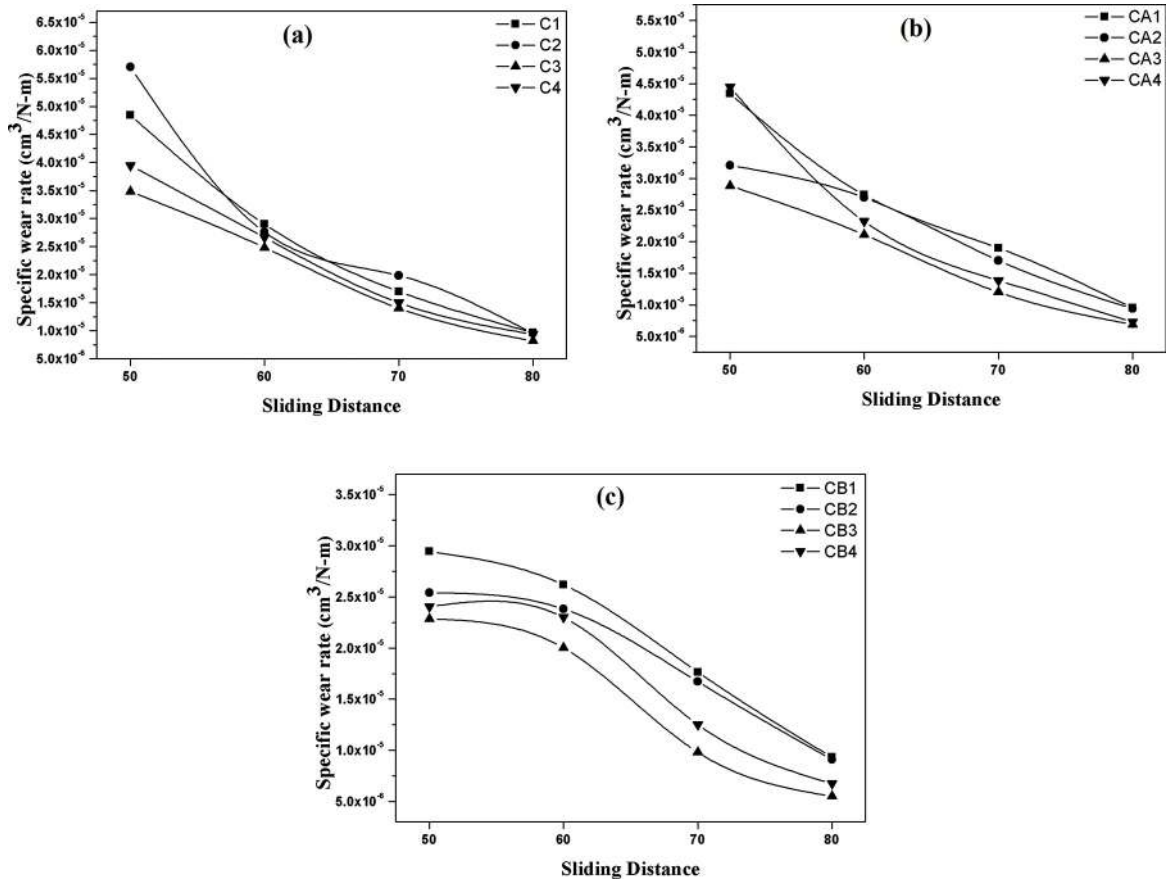 (a)
C1
C2
C3
C4
Specific wear rate (cm³/N-m)
6.5x10⁻⁵
6.0x10⁻⁵
5.5x10⁻⁵
5.0x10⁻⁵
4.5x10⁻⁵
4.0x10⁻⁵
3.5x10⁻⁵
3.0x10⁻⁵
2.5x10⁻⁵
2.0x10⁻⁵
1.5x10⁻⁵
1.0x10⁻⁵
5.0x10⁻⁶
50 60 70 80
Sliding Distance
(b)
CA1
CA2
CA3
CA4
Specific wear rate (cm³/N-m)
5.5x10⁻⁵
5.0x10⁻⁵
4.5x10⁻⁵
4.0x10⁻⁵
3.5x10⁻⁵
3.0x10⁻⁵
2.5x10⁻⁵
2.0x10⁻⁵
1.5x10⁻⁵
1.0x10⁻⁵
5.0x10⁻⁶
50 60 70 80
Sliding Distance
(c)
CB1
CB2
CB3
CB4
Specific wear rate (cm³/N-m)
3.5x10⁻⁵
3.0x10⁻⁵
2.5x10⁻⁵
2.0x10⁻⁵
1.5x10⁻⁵
1.0x10⁻⁵
5.0x10⁻⁶
50 60 70 80
Sliding Distance